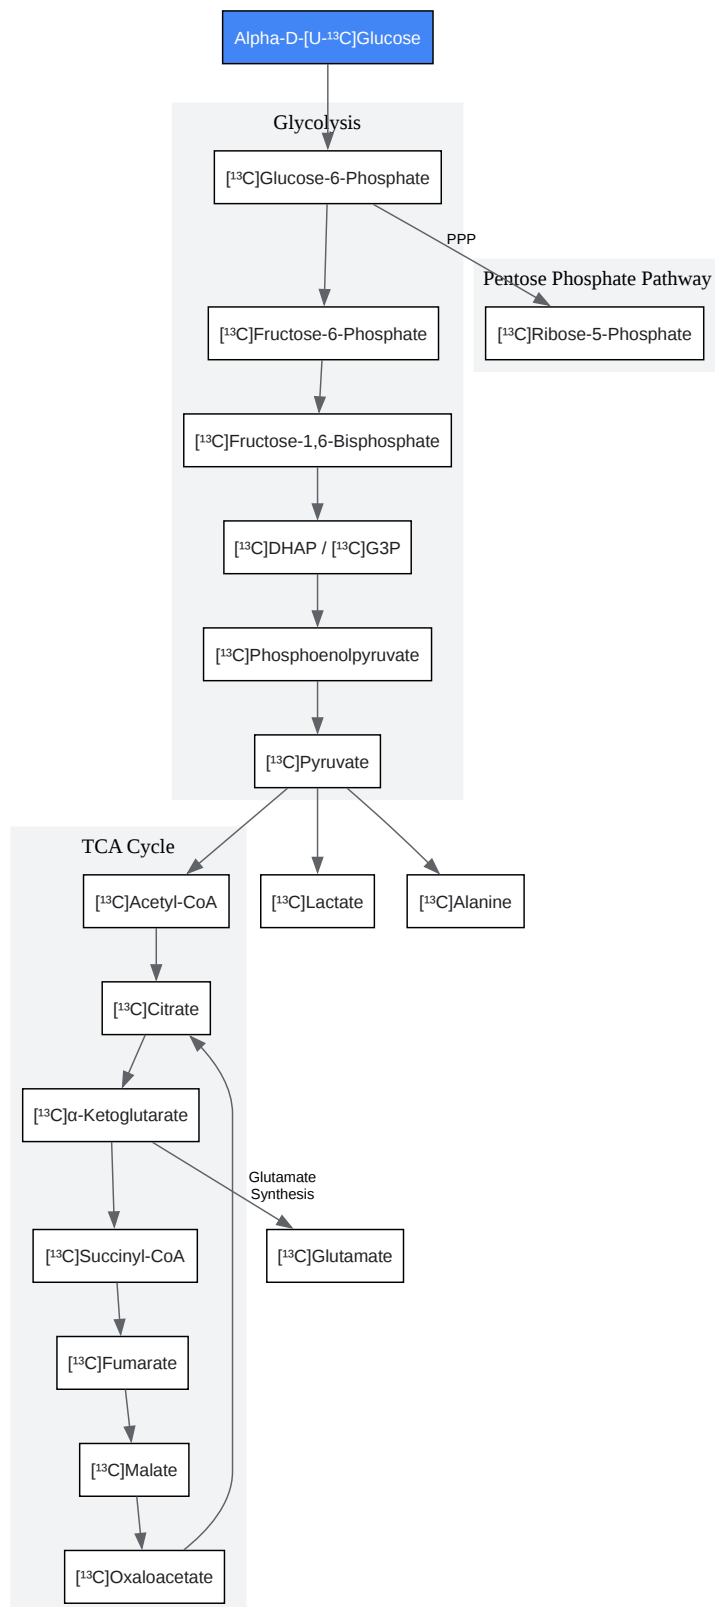 Alpha-D-[U-¹³C]Glucose
Glycolysis
[¹³C]Glucose-6-Phosphate
PPP
Pentose Phosphate Pathway
[¹³C]Fructose-6-Phosphate
[¹³C]Ribose-5-Phosphate
[¹³C]Fructose-1,6-Bisphosphate
[¹³C]DHAP / [¹³C]G3P
[¹³C]Phosphoenolpyruvate
[¹³C]Pyruvate
TCA Cycle
[¹³C]Acetyl-CoA
[¹³C]Lactate
[¹³C]Alanine
[¹³C]Citrate
[¹³C]α-Ketoglutarate
Glutamate
Synthesis
[¹³C]Succinyl-CoA
[¹³C]Glutamate
[¹³C]Fumarate
[¹³C]Malate
[¹³C]Oxaloacetate